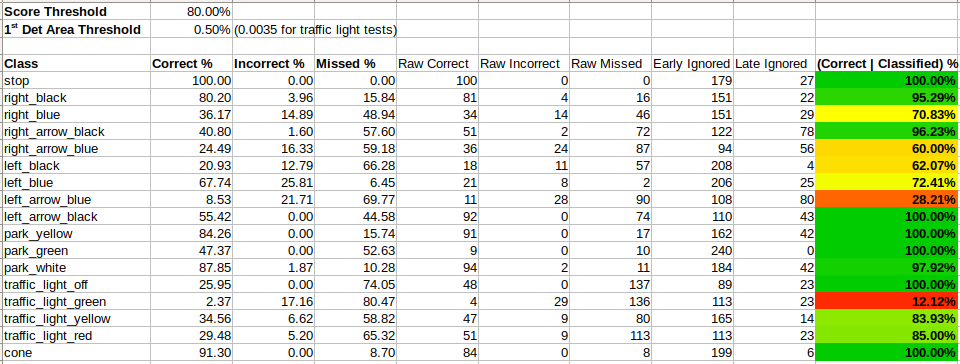 Score Threshold 80.00%
1st Det Area Threshold 0.50% (0.0035 for traffic light tests)
Class Correct % Incorrect % Missed % Raw Correct Raw Incorrect Raw Missed Early Ignored Late Ignored (Correct | Classified) %
stop 100.00 0.00 0.00 100 0 0 179 27 100.00%
right_black 80.20 3.96 15.84 81 4 16 151 22 95.29%
right_blue 36.17 14.89 48.94 34 14 46 151 29 70.83%
right_arrow_black 40.80 1.60 57.60 51 2 72 122 78 96.23%
right_arrow_blue 24.49 16.33 59.18 36 24 87 94 56 60.00%
left_black 20.93 12.79 66.28 18 11 57 208 4 62.07%
left_blue 67.74 25.81 6.45 21 8 2 206 25 72.41%
left_arrow_blue 8.53 21.71 69.77 11 28 90 108 80 28.21%
left_arrow_black 55.42 0.00 44.58 92 0 74 110 43 100.00%
park_yellow 84.26 0.00 15.74 91 0 17 162 42 100.00%
park_green 47.37 0.00 52.63 9 0 10 240 0 100.00%
park_white 87.85 1.87 10.28 94 2 11 184 42 97.92%
traffic_light_off 25.95 0.00 74.05 48 0 137 89 23 100.00%
traffic_light_green 2.37 17.16 80.47 4 29 136 113 23 12.12%
traffic_light_yellow 34.56 6.62 58.82 47 9 80 165 14 83.93%
traffic_light_red 29.48 5.20 65.32 51 9 113 113 23 85.00%
cone 91.30 0.00 8.70 84 0 8 199 6 100.00%